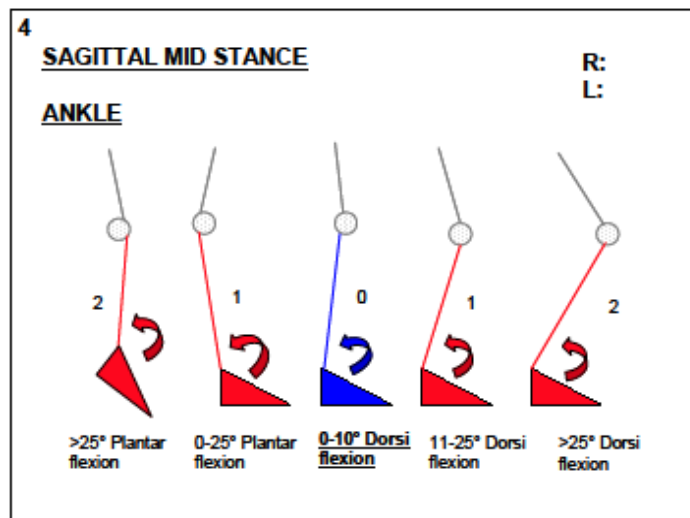 4
SAGITTAL MID STANCE
R:
L:
ANKLE
2
1
0
1
2
>25° Plantar
flexion
0-25° Plantar
flexion
0-10° Dorsi
flexion
11-25° Dorsi
flexion
>25° Dorsi
flexion